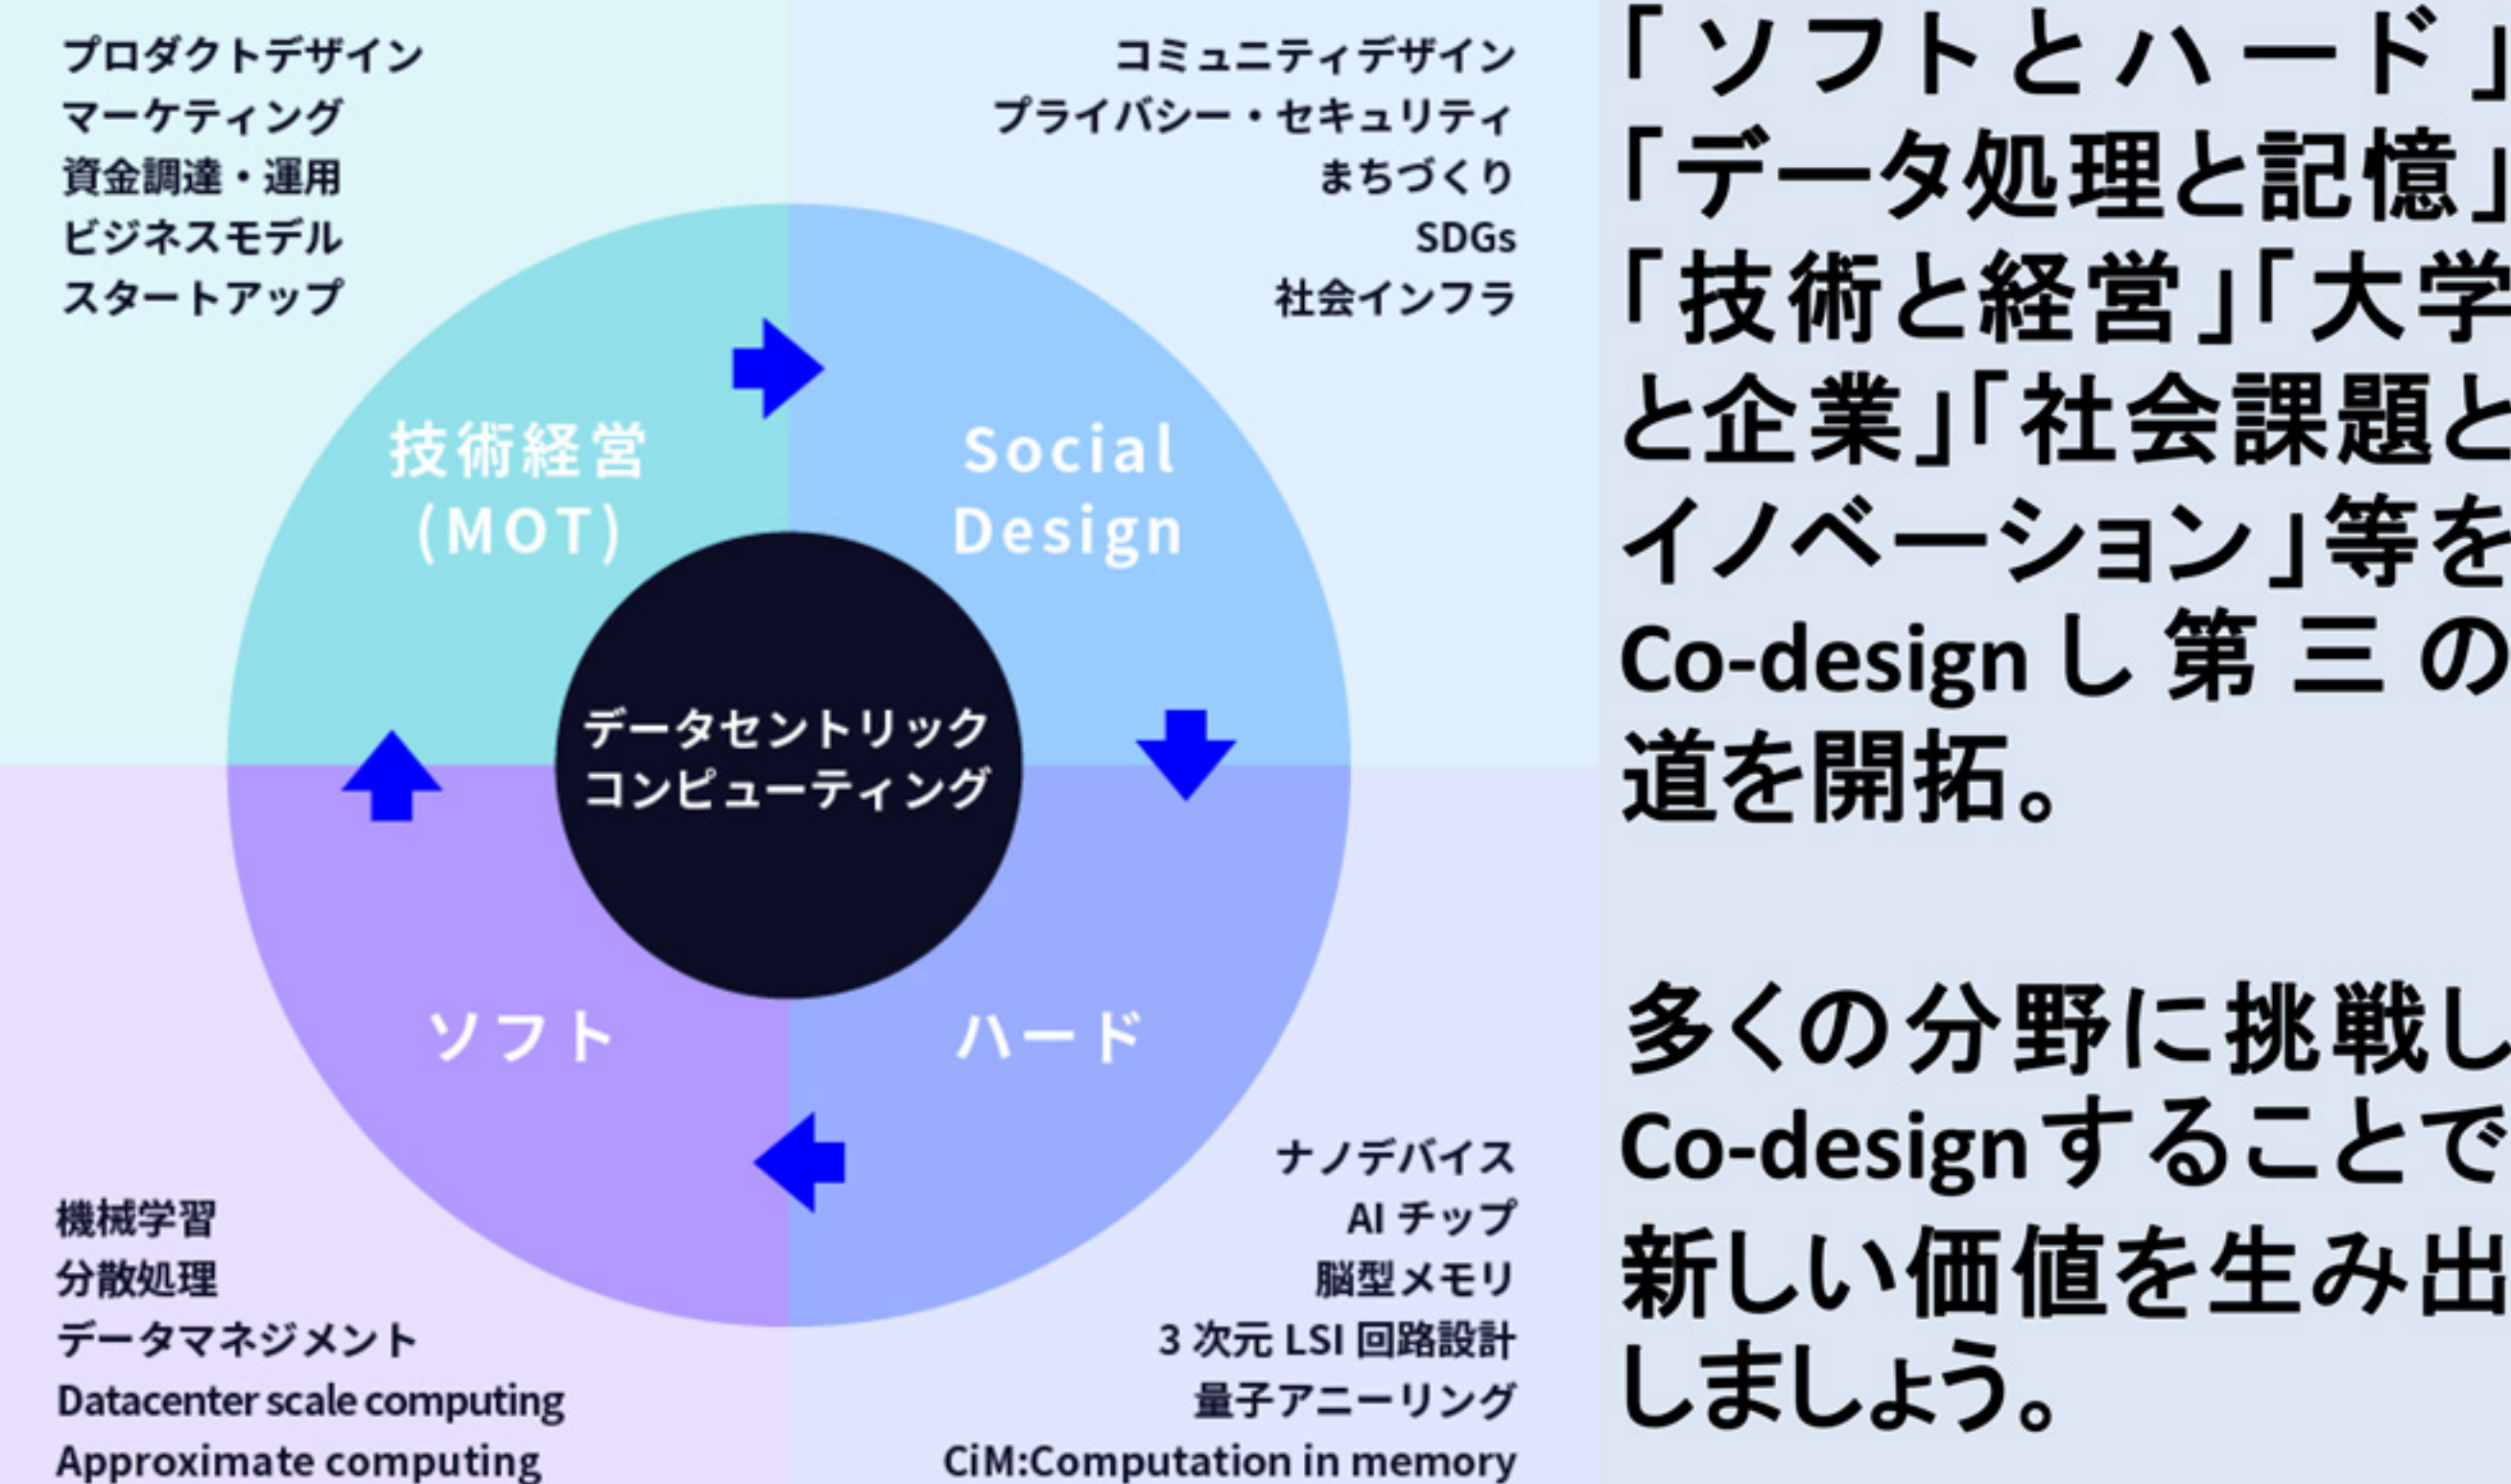 プロダクトデザイン
マーケティング
資金調達・運用
ビジネスモデル
スタートアップ
コミュニティデザイン
プライバシー・セキュリティ
まちづくり
SDGs
社会インフラ
技術経営
(MOT)
Social
Design
データセントリック
コンピューティング
ソフト
ハード
機械学習
分散処理
データマネジメント
Datacenter scale computing
Approximate computing
ナノデバイス
AI チップ
脳型メモリ
3 次元 LSI 回路設計
量子アニーリング
CiM:Computation in memory
「ソフトとハード」
「データ処理と記憶」
「技術と経営」「大学
と企業」「社会課題と
イノベーション」等を
Co-designし第三の
道を開拓。
多くの分野に挑戦し
Co-designすることで
新しい価値を生み出
しましょう。